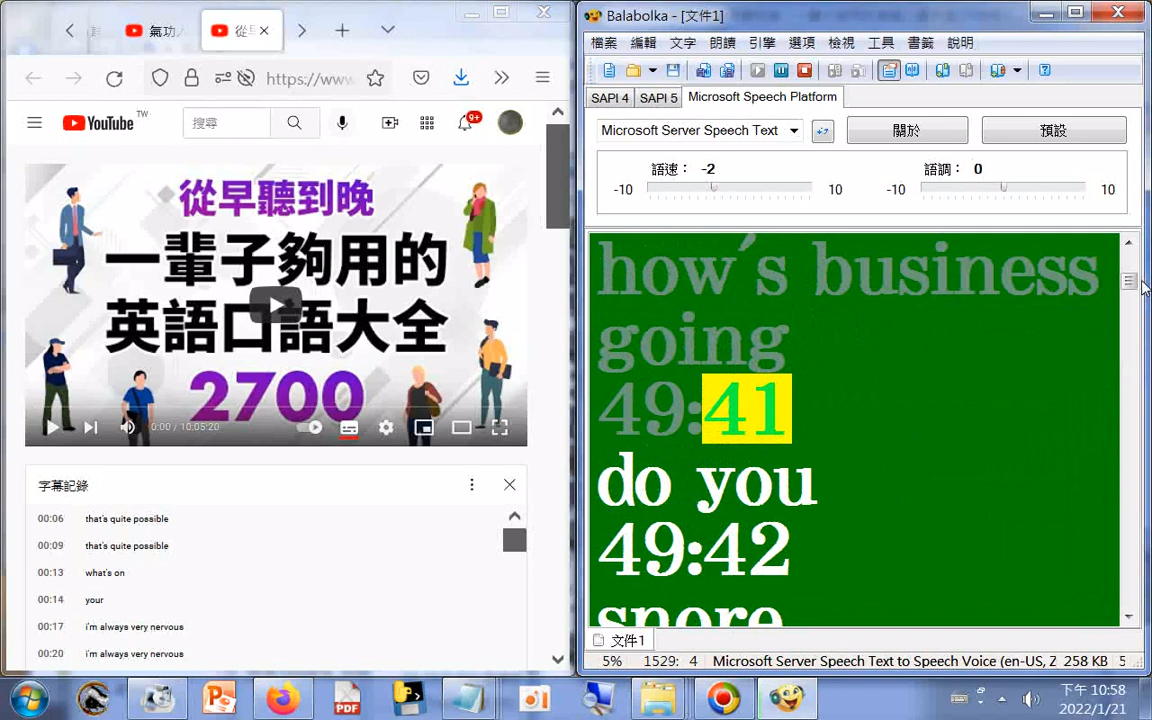 氣功
從
https://www
YouTube TW
搜尋
9+
從早聽到晚
一輩子夠用的
英語口語大全
2700
0:00 / 10:05:20
字幕記錄
00:06 that's quite possible
00:09 that's quite possible
00:13 what's on
00:14 your
00:17 i'm always very nervous
00:20 i'm always very nervous
Balabolka - [文件1]
檔案 編輯 文字 朗讀 引擎 選項 檢視 工具 書籤 說明
SAPI 4 SAPI 5 Microsoft Speech Platform
Microsoft Server Speech Text 關於 預設
語速： -2 語調： 0
-10 10 -10 10
how's business
going
49:41
do you
49:42
snore
文件1
5% 1529: 4 Microsoft Server Speech Text to Speech Voice (en-US, Z 258 KB 5
PDF
下午 10:58
2022/1/21